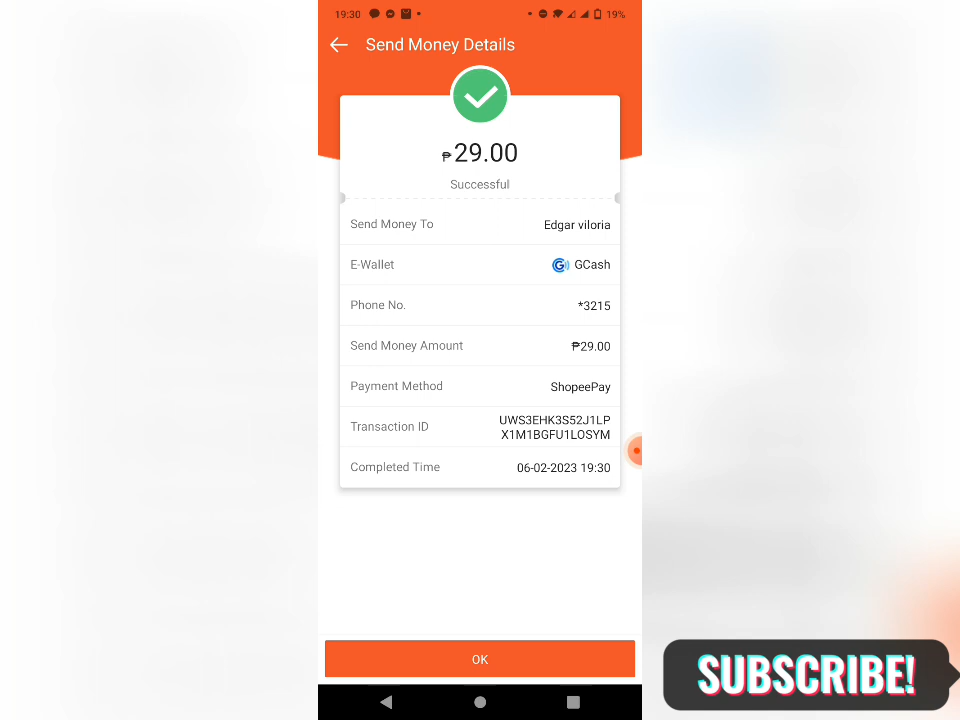 19:30
19%
Send Money Details
₱29.00
Successful
Send Money To Edgar viloria
E-Wallet GCash
Phone No. *3215
Send Money Amount ₱29.00
Payment Method ShopeePay
Transaction ID UWS3EHK3S52J1LP
X1M1BGFU1LOSYM
Completed Time 06-02-2023 19:30
OK
SUBSCRIBE!